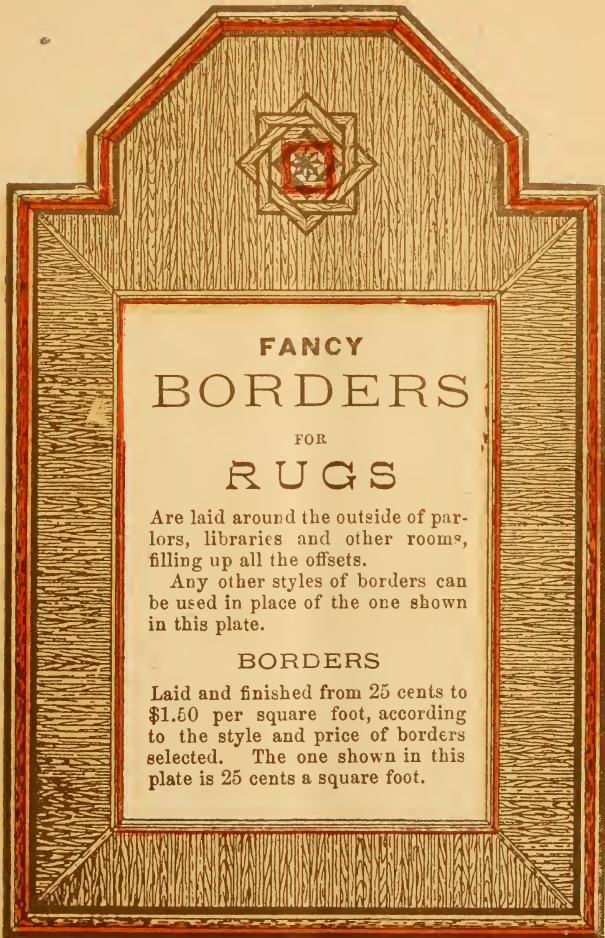 FANCY
BORDERS
FOR
RUGS
Are laid around the outside of par-
lors, libraries and other rooms,
filling up all the offsets.
Any other styles of borders can
be used in place of the one shown
in this plate.
BORDERS
Laid and finished from 25 cents to
$1.50 per square foot, according
to the style and price of borders
selected. The one shown in this
plate is 25 cents a square foot.